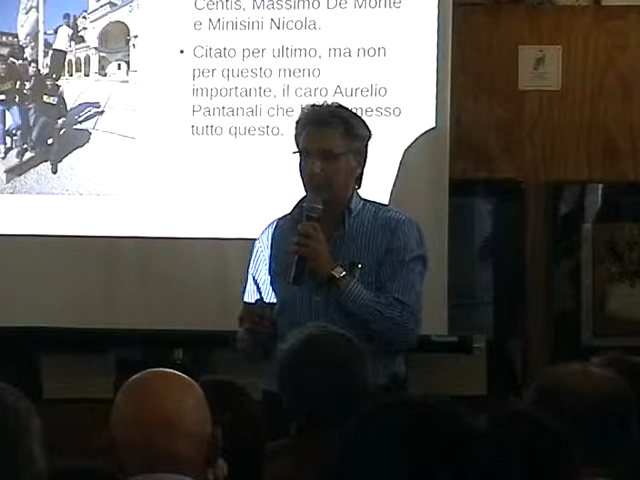 Centis, Massimo De Monte
e Minisini Nicola.
• Citato per ultimo, ma non
per questo meno
importante, il caro Aurelio
Pantanali che messo
tutto questo.